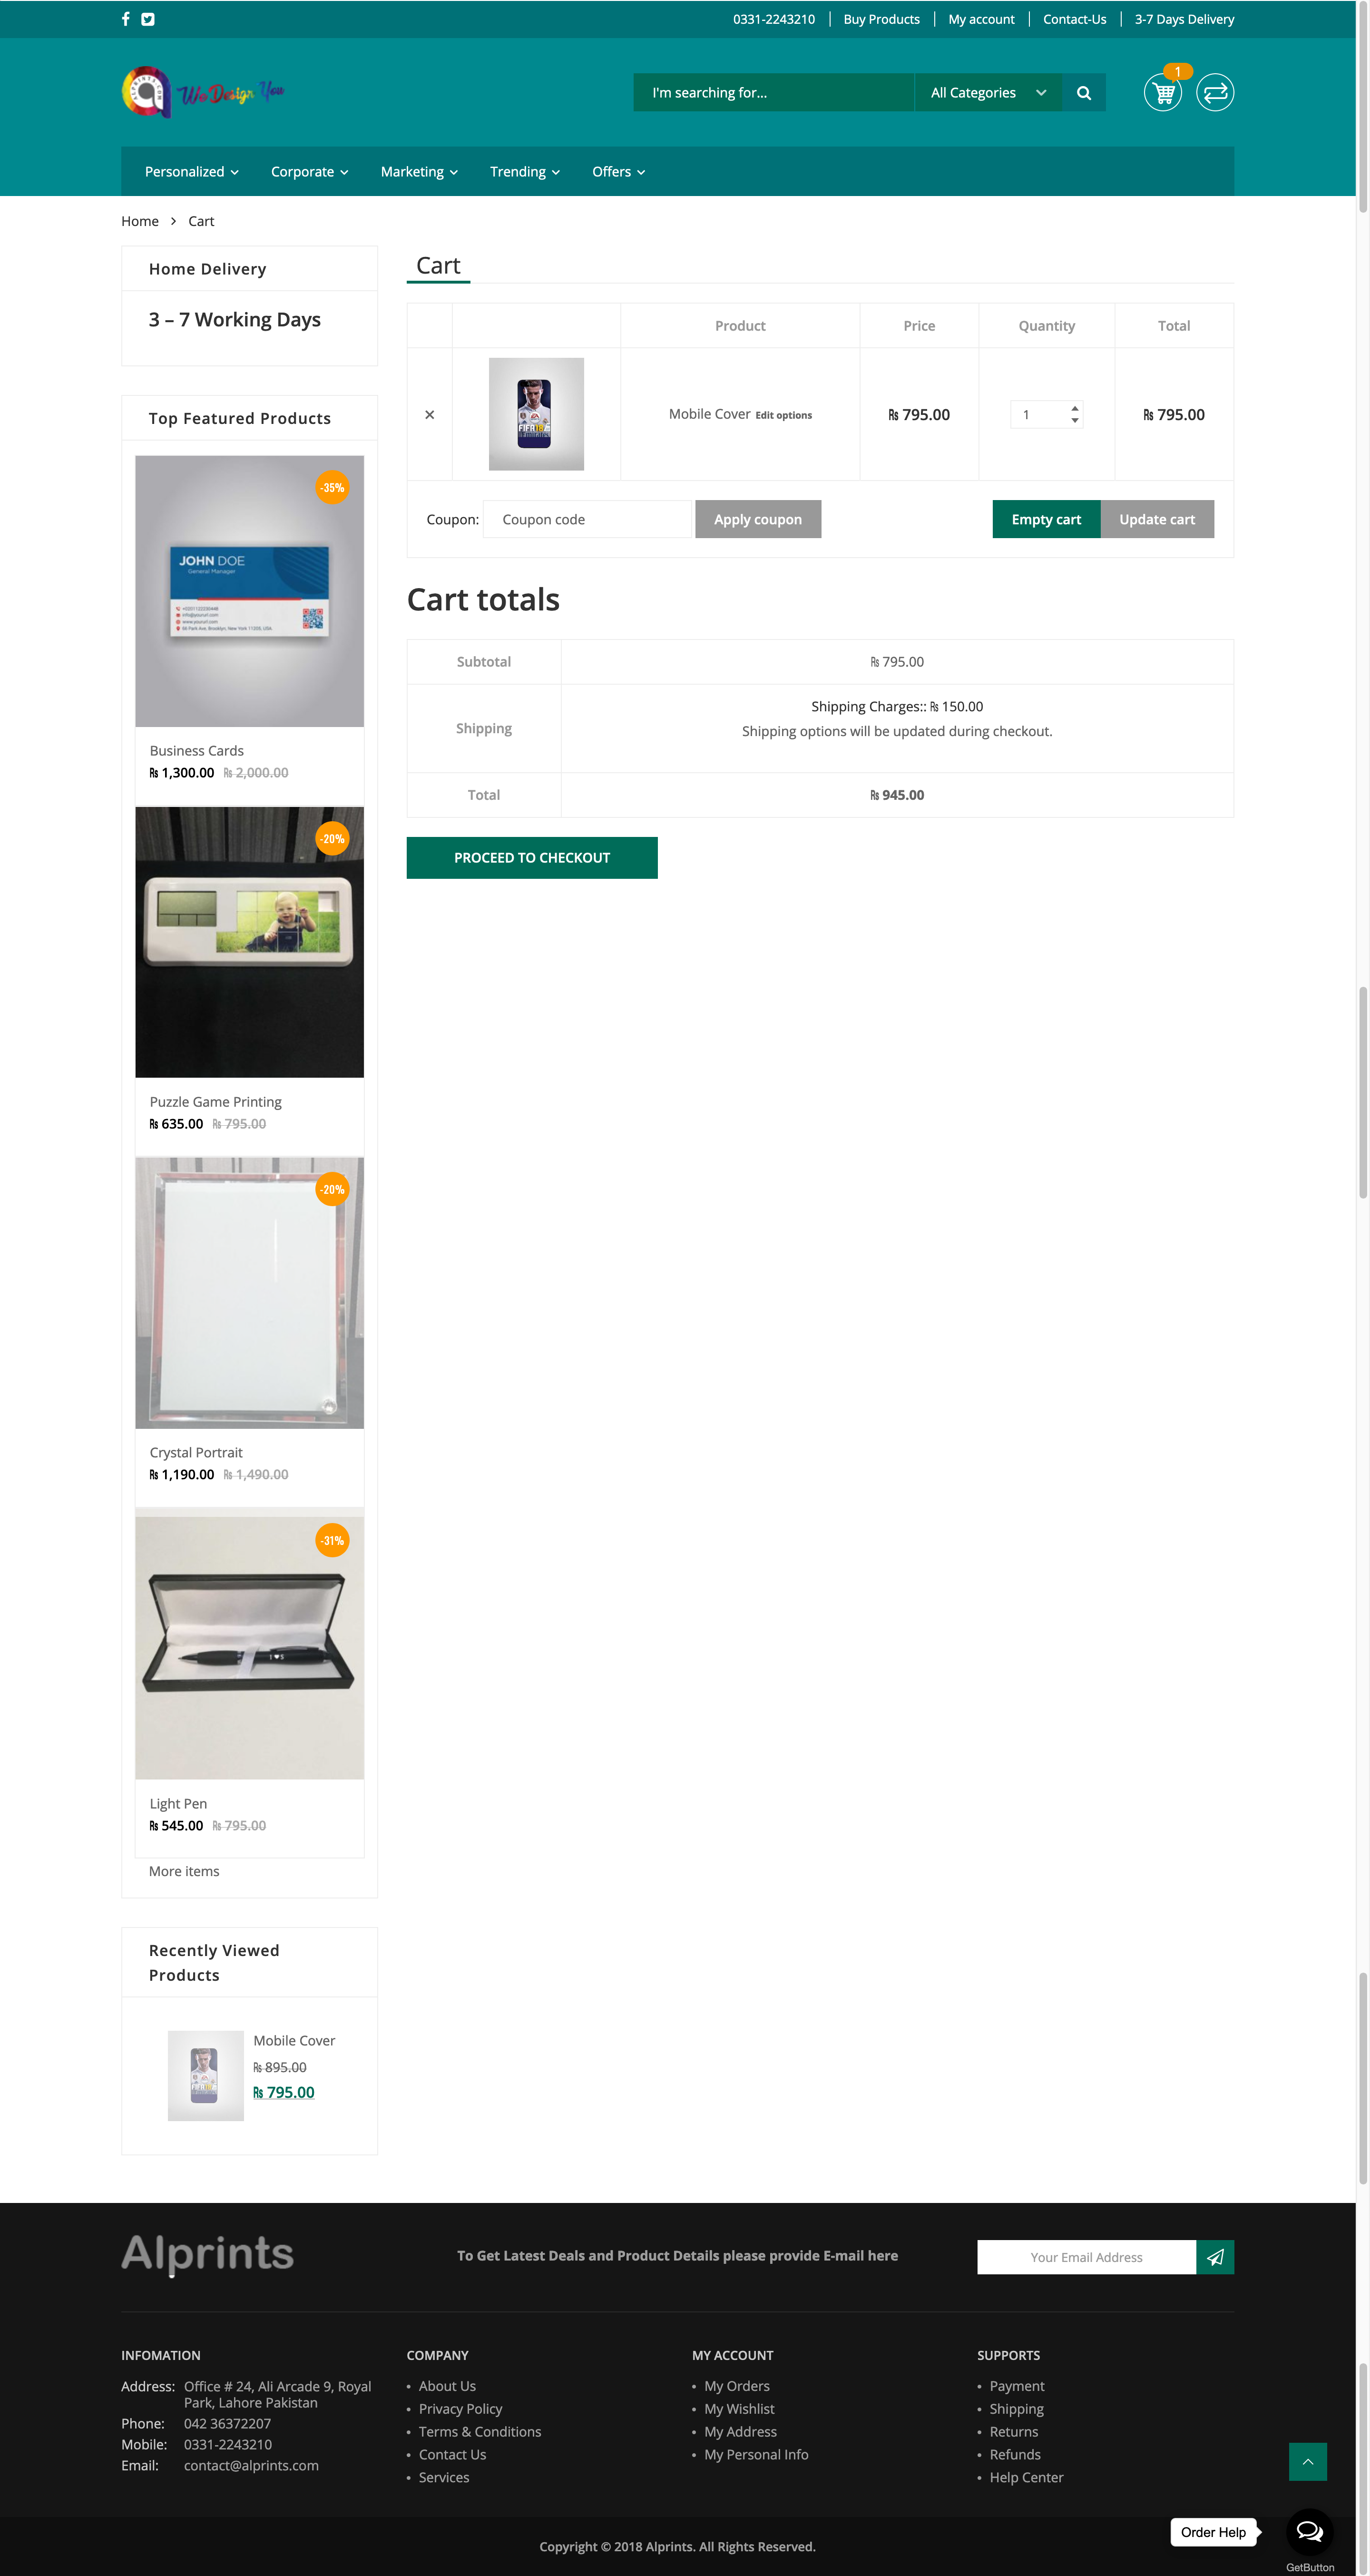 0331-2243210
Buy Products
My account
Contact-Us
3-7 Days Delivery
We Design You
I'm searching for...
All Categories
1
Personalized
Corporate
Marketing
Trending
Offers
Home
Cart
Home Delivery
3 – 7 Working Days
Top Featured Products
-35%
JOHN DOE
General Manager
Business Cards
₨ 1,300.00 ₨ 2,000.00
-20%
Puzzle Game Printing
₨ 635.00 ₨ 795.00
-20%
Crystal Portrait
₨ 1,190.00 ₨ 1,490.00
-31%
Light Pen
₨ 545.00 ₨ 795.00
More items
Recently Viewed
Products
Mobile Cover
₨ 895.00
₨ 795.00
Cart
Product Price Quantity Total
FIFA 18
Mobile Cover Edit options ₨ 795.00 1 ₨ 795.00
Coupon: Coupon code Apply coupon Empty cart Update cart
Cart totals
Subtotal ₨ 795.00
Shipping
Shipping Charges:: ₨ 150.00
Shipping options will be updated during checkout.
Total ₨ 945.00
PROCEED TO CHECKOUT
Alprints
To Get Latest Deals and Product Details please provide E-mail here
Your Email Address
INFOMATION
Address: Office # 24, Ali Arcade 9, Royal
Park, Lahore Pakistan
Phone: 042 36372207
Mobile: 0331-2243210
Email: contact@alprints.com
COMPANY
• About Us
• Privacy Policy
• Terms & Conditions
• Contact Us
• Services
MY ACCOUNT
• My Orders
• My Wishlist
• My Address
• My Personal Info
SUPPORTS
• Payment
• Shipping
• Returns
• Refunds
• Help Center
Order Help
GetButton
Copyright © 2018 Alprints. All Rights Reserved.